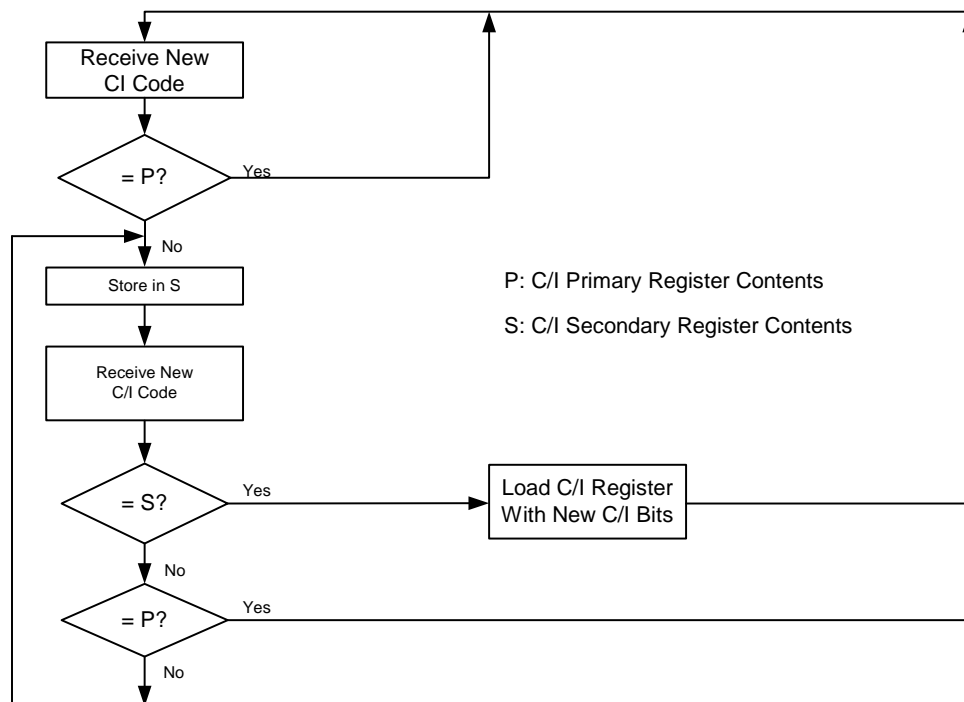 Receive New
CI Code
= P?
Yes
No
Store in S
P: C/I Primary Register Contents
S: C/I Secondary Register Contents
Receive New
C/I Code
= S?
Yes
Load C/I Register
With New C/I Bits
No
= P?
Yes
No